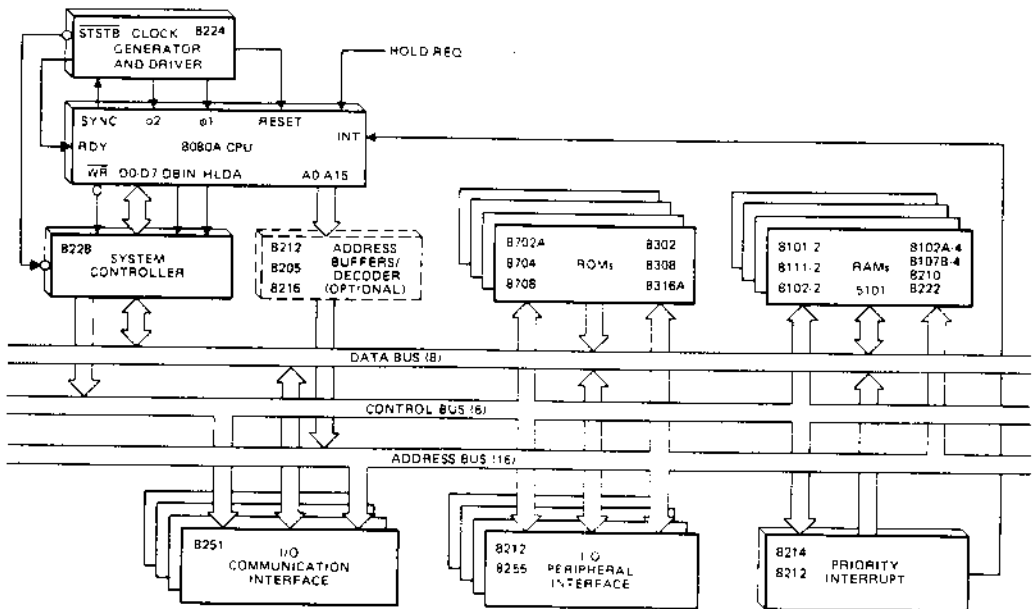 STSTB CLOCK 8224
GENERATOR
AND DRIVER
HOLD REQ
SYNC φ2 φ1 RESET
INT
RDY 8080A CPU
WR D0-D7 DBIN HLDA A0 A15
8228
SYSTEM
CONTROLLER
8212 ADDRESS
8205 BUFFERS/
DECODER
8216 (OPTIONAL)
8702A 8302
8704 ROMs 8308
8708 8316A
8101-2 8102A-4
8111-2 RAMs 8107B-4
8210
8102-2 5101 8222
DATA BUS (8)
CONTROL BUS (6)
ADDRESS BUS (16)
8251 I/O
COMMUNICATION
INTERFACE
8212 I/O
8255 PERIPHERAL
INTERFACE
8214 PRIORITY
8212 INTERRUPT